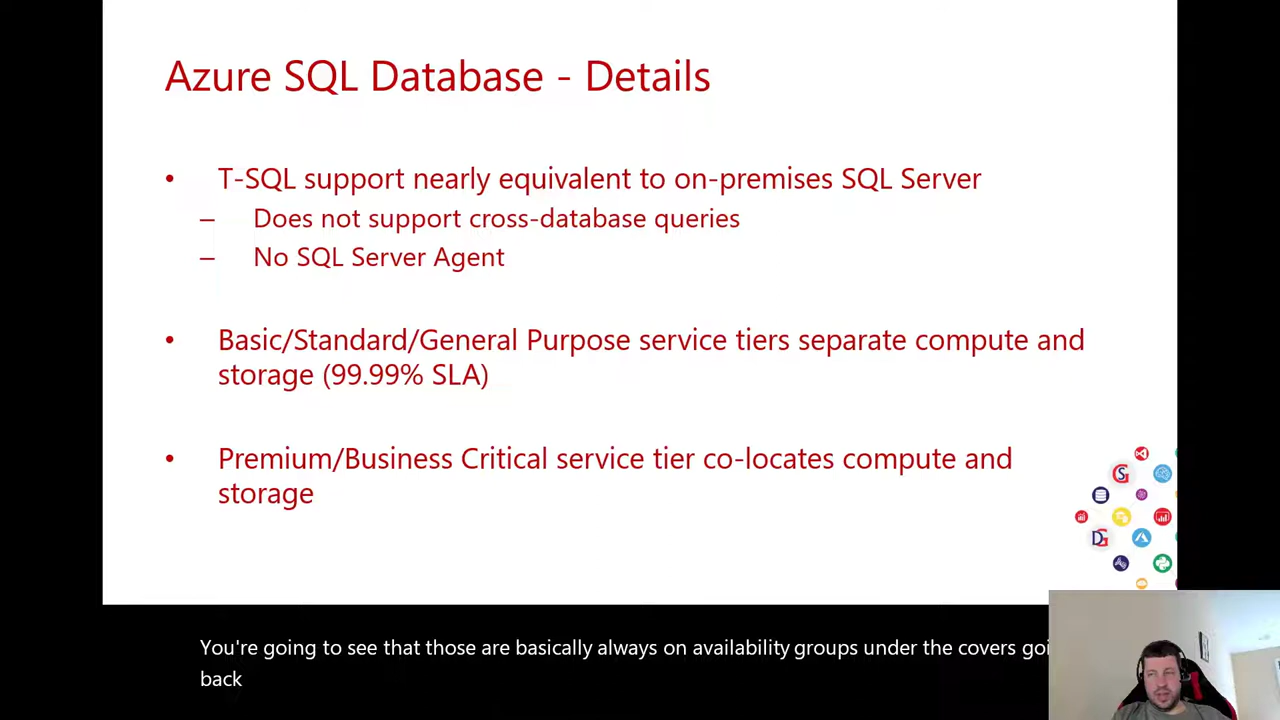 Azure SQL Database - Details
• T-SQL support nearly equivalent to on-premises SQL Server
– Does not support cross-database queries
– No SQL Server Agent
• Basic/Standard/General Purpose service tiers separate compute and
storage (99.99% SLA)
• Premium/Business Critical service tier co-locates compute and
storage
You're going to see that those are basically always on availability groups under the covers goi
back